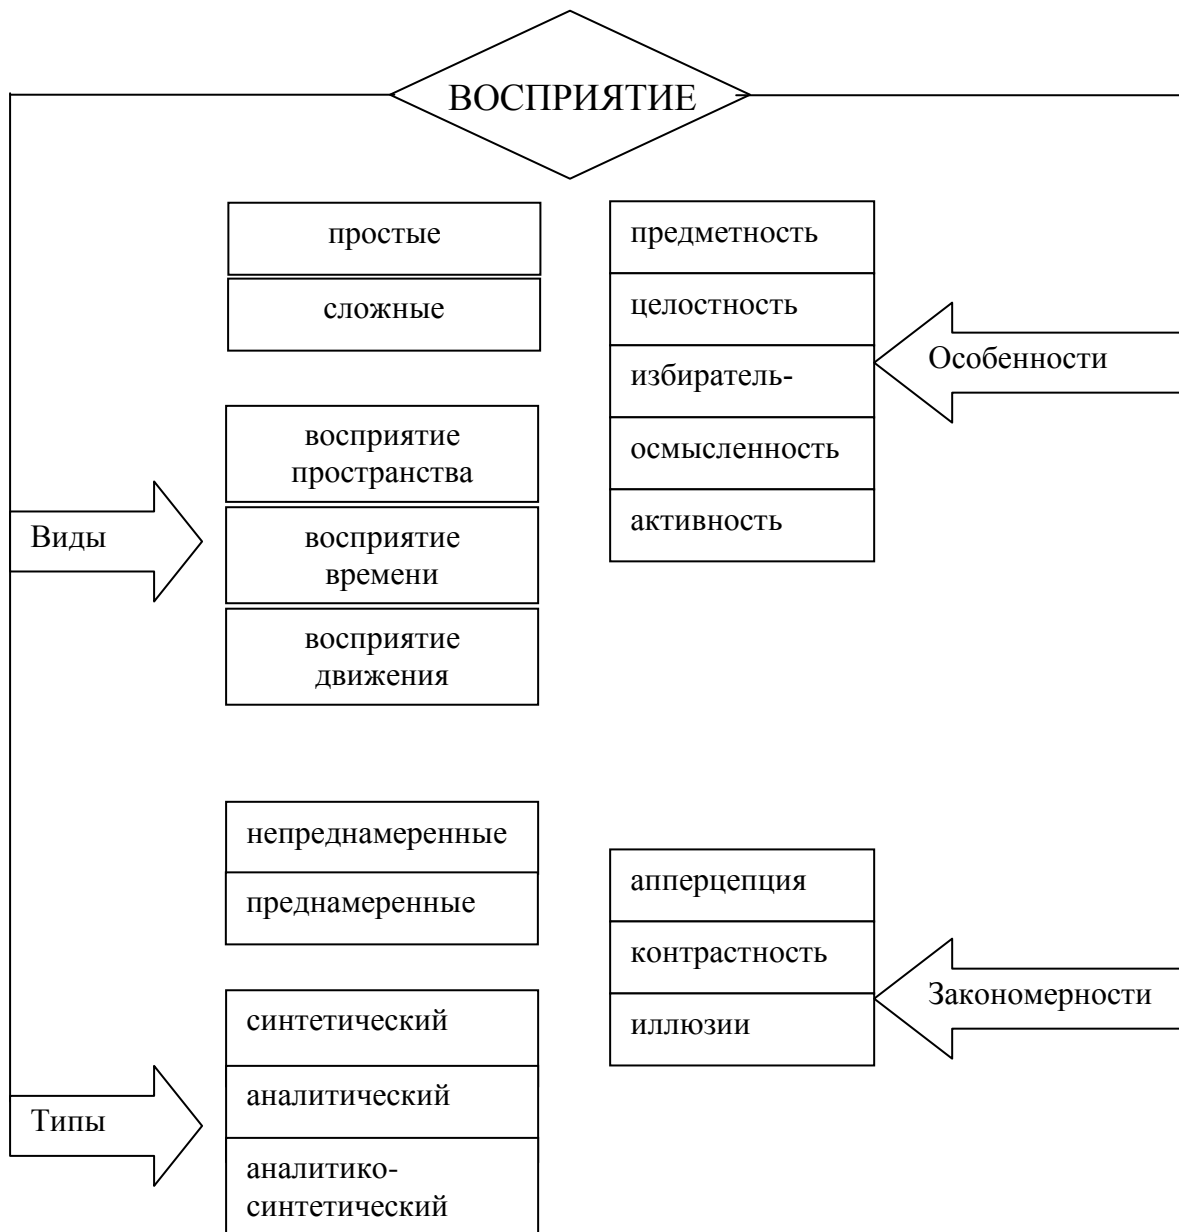 ВОСПРИЯТИЕ
простые
сложные
Виды
восприятие
пространства
восприятие
времени
восприятие
движения
непреднамеренные
преднамеренные
Типы
синтетический
аналитический
аналитико-
синтетический
предметность
целостность
избиратель-
осмысленность
активность
Особенности
апперцепция
контрастность
иллюзии
Закономерности